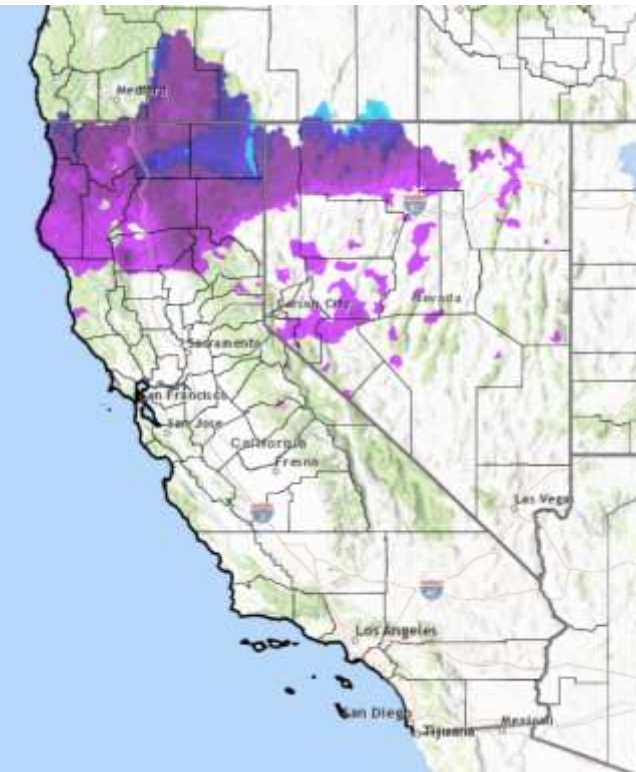 Medford
Carson City
Nevada
Sacramento
San Francisco
San Jose
California
Fresno
Las Vegas
Los Angeles
San Diego
Tijuana
Mexicali